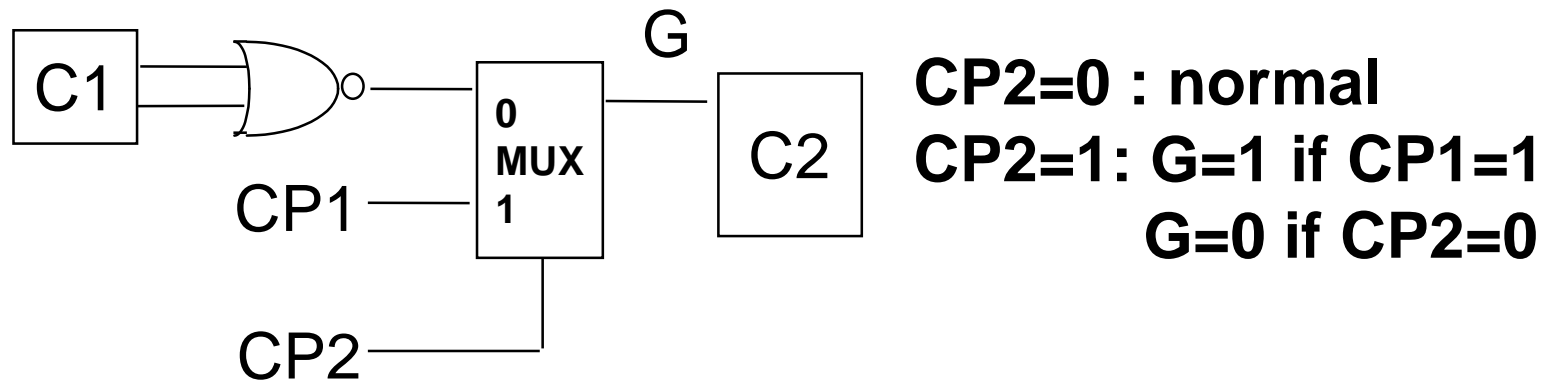 G
C1
0
MUX
1
C2
CP1
CP2
CP2=0 : normal
CP2=1: G=1 if CP1=1
G=0 if CP2=0